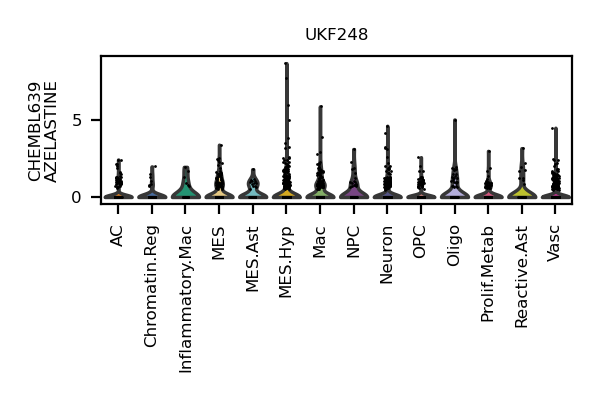 UKF248
CHEMBL639
AZELASTINE
5
0
AC
Chromatin.Reg
Inflammatory.Mac
MES
MES.Ast
MES.Hyp
Mac
NPC
Neuron
OPC
Oligo
Prolif.Metab
Reactive.Ast
Vasc